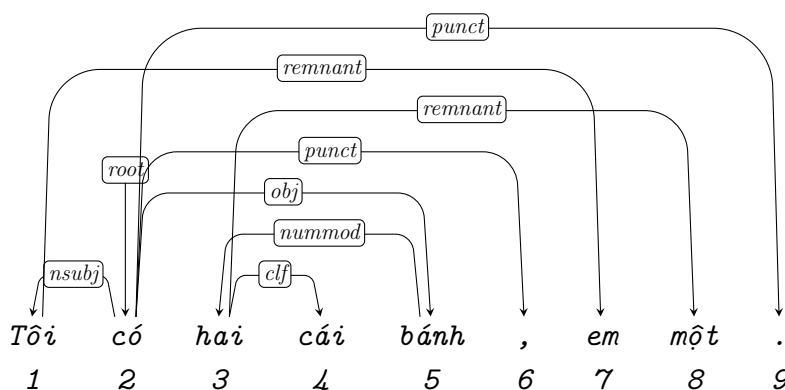 punct
remnant
remnant
punct
root
obj
nummod
nsubj clf
Tôi có hai cái bánh , em một .
1 2 3 4 5 6 7 8 9